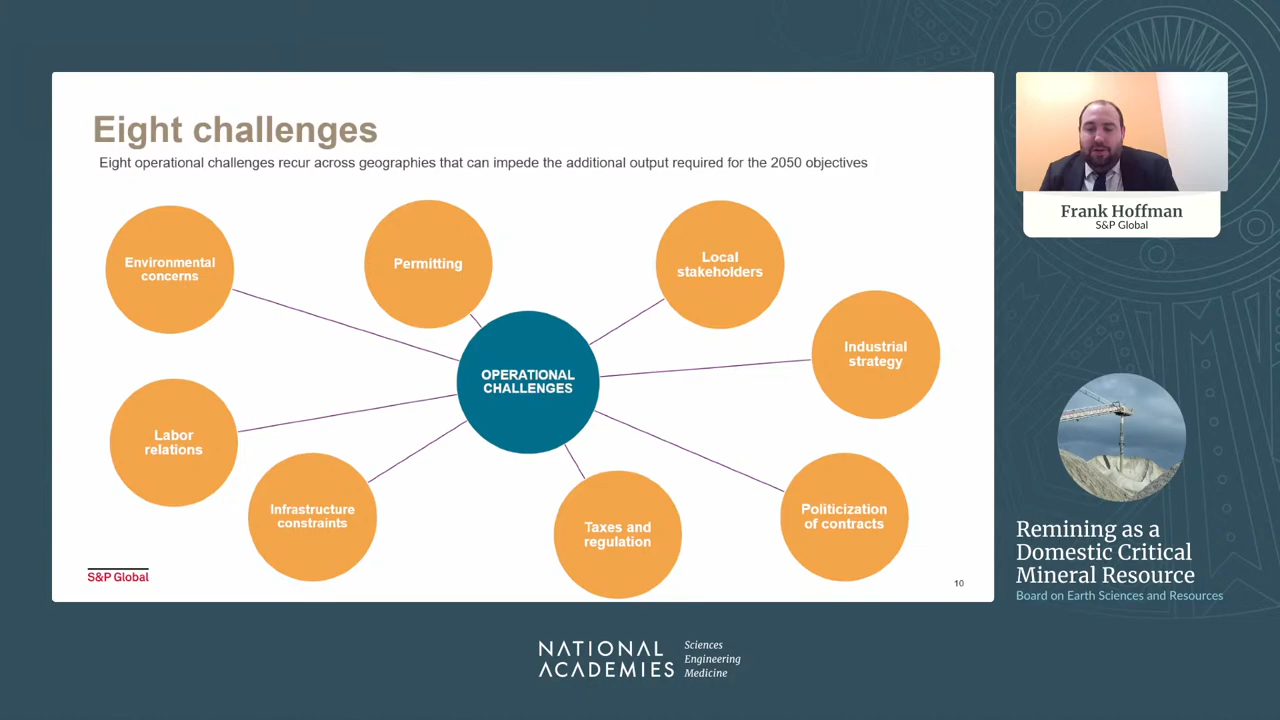 Eight challenges
Eight operational challenges recur across geographies that can impede the additional output required for the 2050 objectives
Environmental
concerns
Permitting
Local
stakeholders
Industrial
strategy
OPERATIONAL
CHALLENGES
Labor
relations
Infrastructure
constraints
Taxes and
regulation
Politicization
of contracts
S&P Global
10
Frank Hoffman
S&P Global
Remining as a
Domestic Critical
Mineral Resource
Board on Earth Sciences and Resources
NATIONAL
ACADEMIES
Sciences
Engineering
Medicine